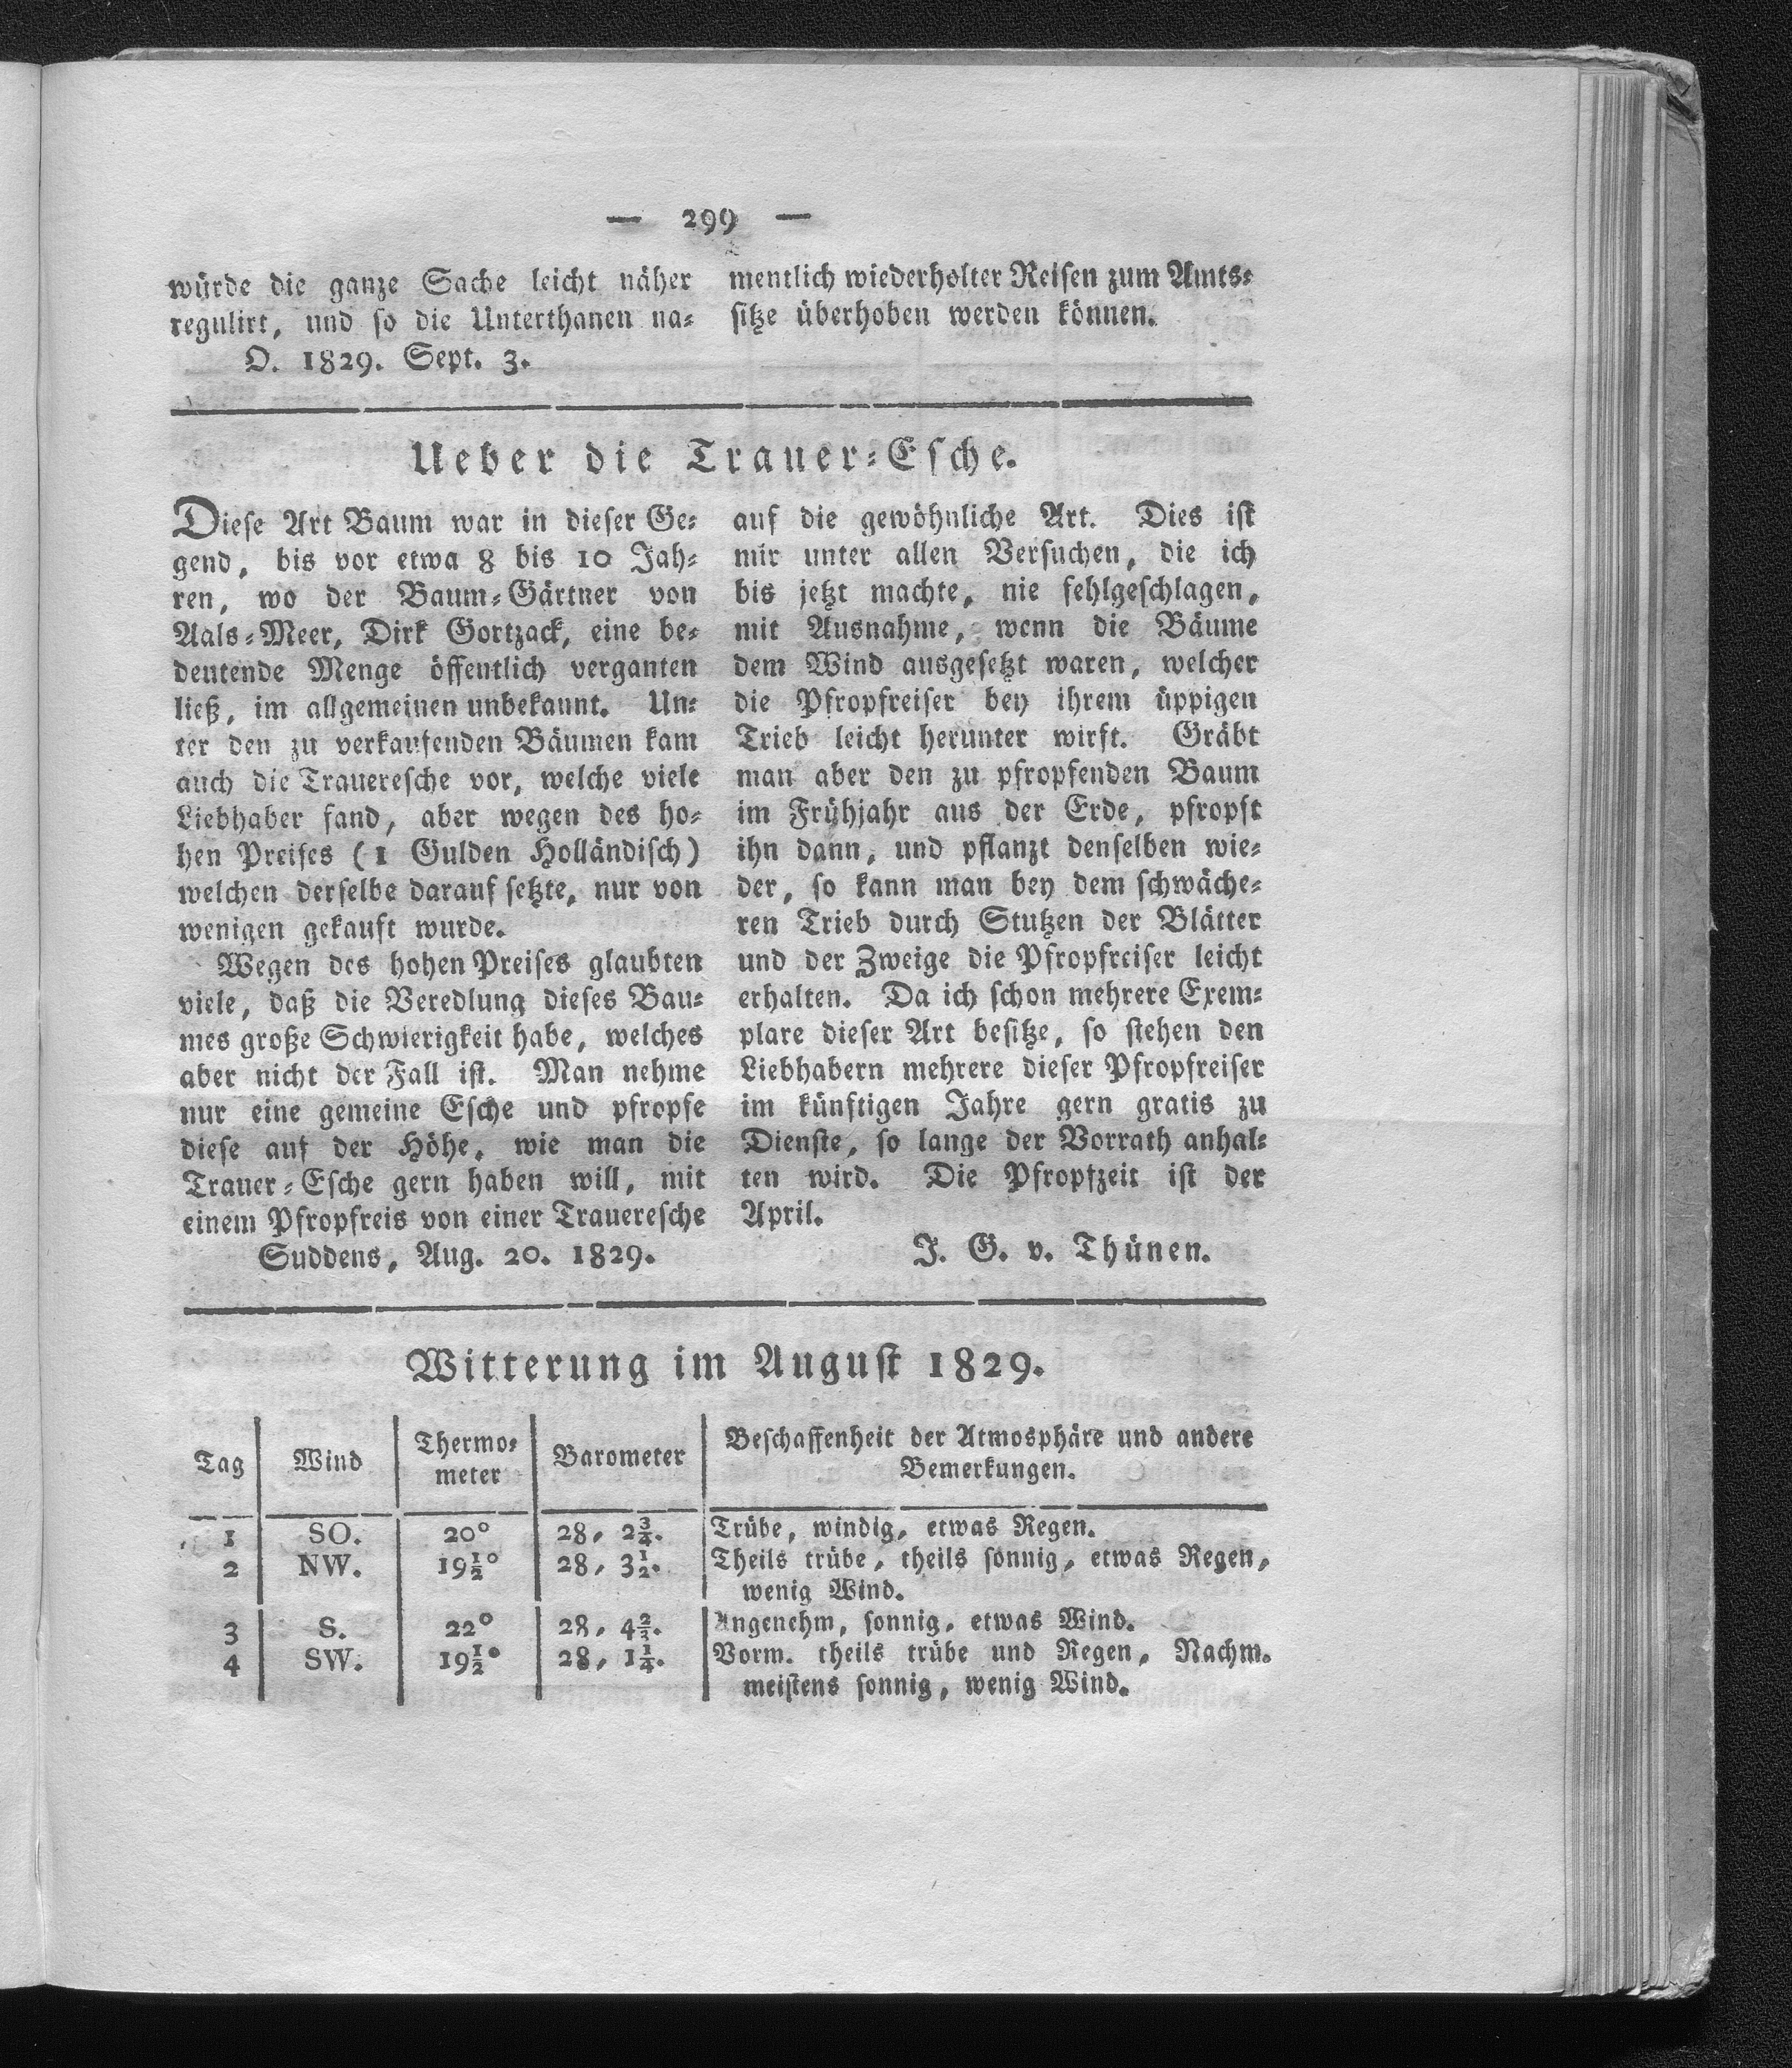 — 299 —
würde die ganze Sache leicht näher
regulirt, und so die Unterthanen na-
mentlich wiederholter Reisen zum Amts-
sitze überhoben werden können.
O. 1829. Sept. 3.
Ueber die Trauer-Esche.
Diese Art Baum war in dieser Ge-
gend, bis vor etwa 8 bis 10 Jah-
ren, wo der Baum-Gärtner von
Aals-Meer, Dirk Gortzack, eine be-
deutende Menge öffentlich verganten
ließ, im allgemeinen unbekannt. Un-
ter den zu verkaufenden Bäumen kam
auch die Traueresche vor, welche viele
Liebhaber fand, aber wegen des ho-
hen Preises (1 Gulden Holländisch)
welchen derselbe darauf setzte, nur von
wenigen gekauft wurde.
Wegen des hohen Preises glaubten
viele, daß die Veredlung dieses Bau-
mes große Schwierigkeit habe, welches
aber nicht der Fall ist. Man nehme
nur eine gemeine Esche und pfropfe
diese auf der Höhe, wie man die
Trauer-Esche gern haben will, mit
einem Pfropfreis von einer Traueresche
auf die gewöhnliche Art. Dies ist
mir unter allen Versuchen, die ich
bis jetzt machte, nie fehlgeschlagen,
mit Ausnahme, wenn die Bäume
dem Wind ausgesetzt waren, welcher
die Pfropfreiser bey ihrem üppigen
Trieb leicht herunter wirft. Gräbt
man aber den zu pfropfenden Baum
im Frühjahr aus der Erde, pfropft
ihn dann, und pflanzt denselben wie-
der, so kann man bey dem schwäche-
ren Trieb durch Stutzen der Blätter
und der Zweige die Pfropfreiser leicht
erhalten. Da ich schon mehrere Exem-
plare dieser Art besitze, so stehen den
Liebhabern mehrere dieser Pfropfreiser
im künftigen Jahre gern gratis zu
Dienste, so lange der Vorrath anhal-
ten wird. Die Pfropfzeit ist der
April.
Suddens, Aug. 20. 1829. J. G. v. Thünen.
Witterung im August 1829.
Tag Wind Thermo-meter Barometer Beschaffenheit der Atmosphäre und andere
Bemerkungen.
1 SO. 20° 28, 2¾. Trübe, windig, etwas Regen.
2 NW. 19½° 28, 3½. Theils trübe, theils sonnig, etwas Regen,
wenig Wind.
3 S. 22° 28, 4⅔. Angenehm, sonnig, etwas Wind.
4 SW. 19½° 28, 1¼. Vorm. theils trübe und Regen, Nachm.
meistens sonnig, wenig Wind.